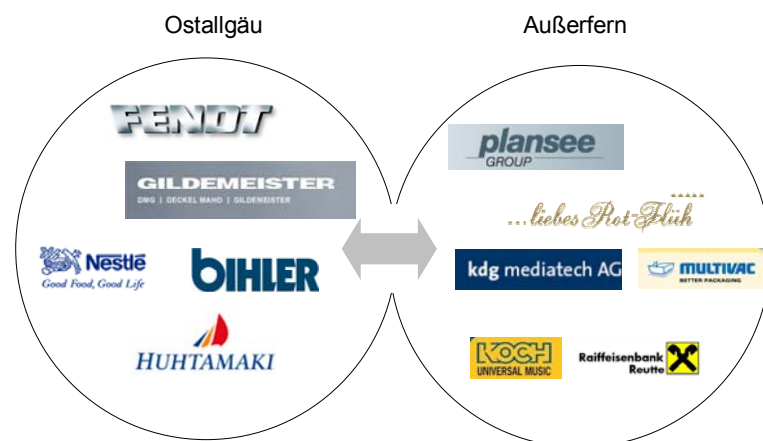 Ostallgäu
Außerfern
FENDT
GILDEMEISTER
DMG | DECKEL MAHO | GILDEMEISTER
Nestlé
Good Food, Good Life
BIHLER
HUHTAMAKI
plansee
GROUP
...liebes Rot-Flüh
kdg mediatech AG
MULTIVAC
BETTER PACKAGING
KOCH
UNIVERSAL MUSIC
Raiffeisenbank
Reutte